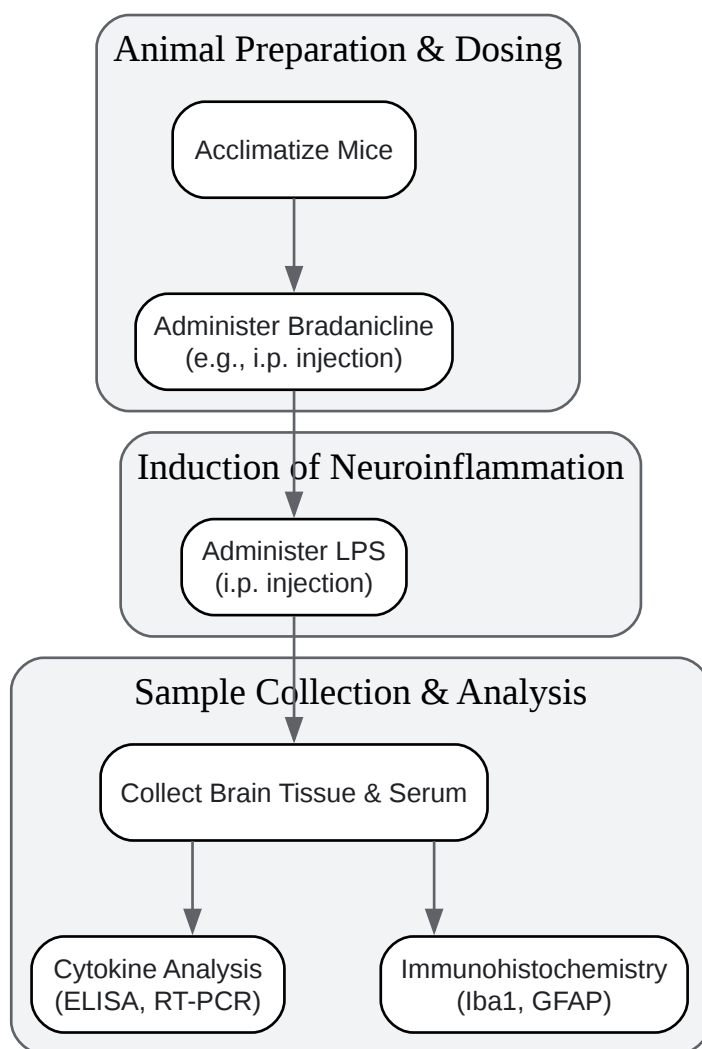 Animal Preparation & Dosing
Acclimatize Mice
Administer Bradanicline
(e.g., i.p. injection)
Induction of Neuroinflammation
Administer LPS
(i.p. injection)
Sample Collection & Analysis
Collect Brain Tissue & Serum
Cytokine Analysis
(ELISA, RT-PCR)
Immunohistochemistry
(Iba1, GFAP)